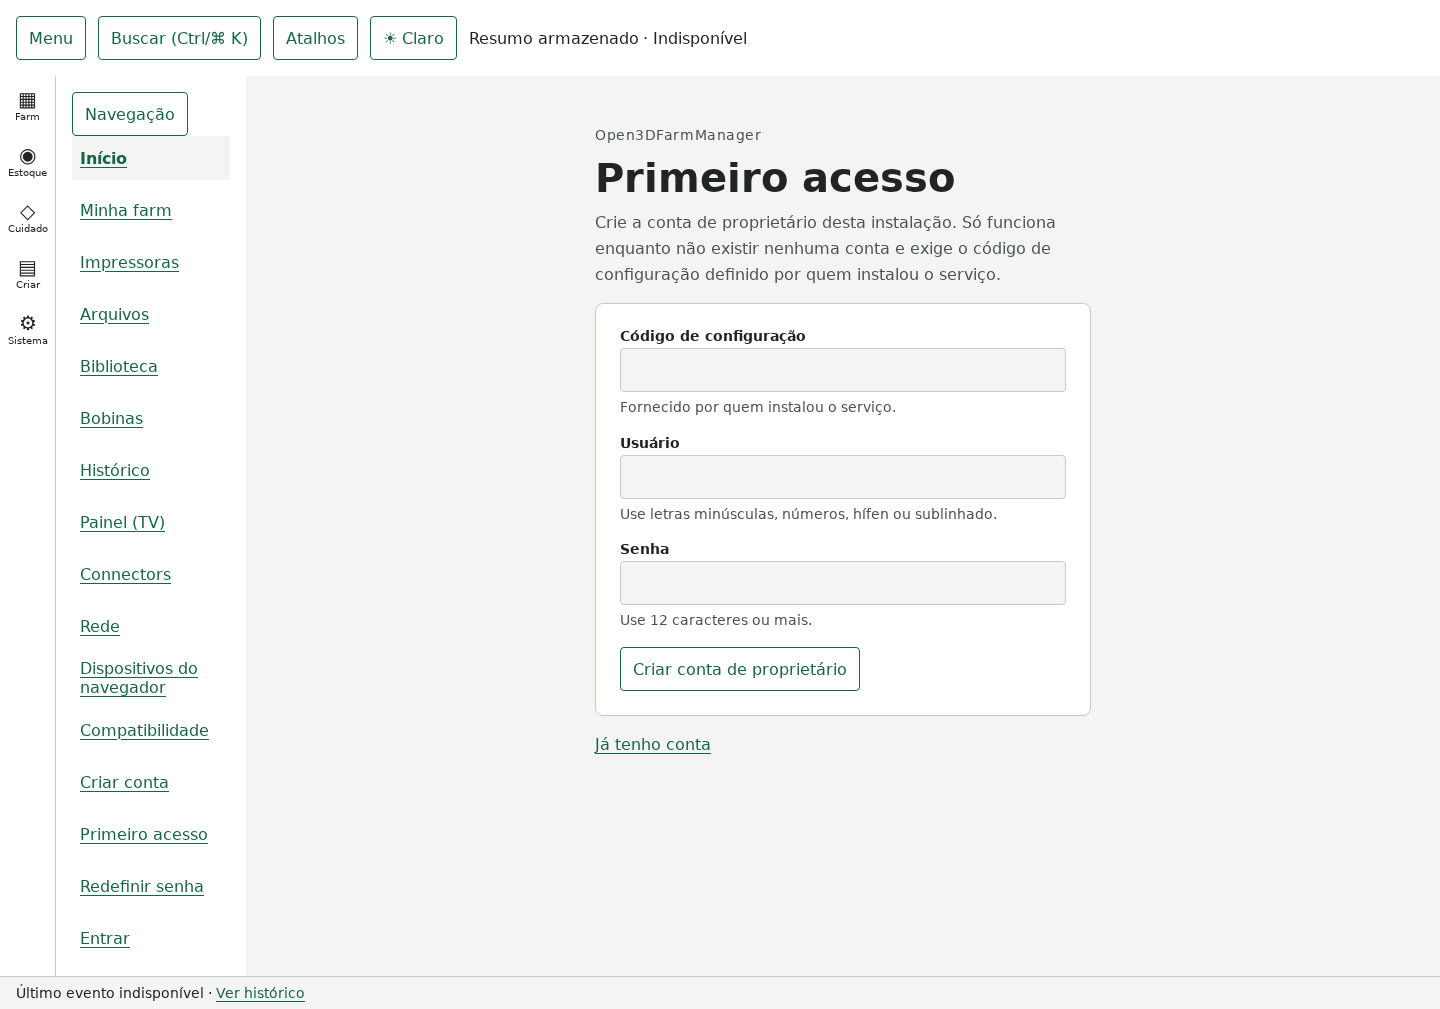 Menu
Buscar (Ctrl/⌘ K)
Atalhos
☀ Claro
Resumo armazenado · Indisponível
Farm
Estoque
Cuidado
Criar
Sistema
Navegação
Início
Minha farm
Impressoras
Arquivos
Biblioteca
Bobinas
Histórico
Painel (TV)
Connectors
Rede
Dispositivos do
navegador
Compatibilidade
Criar conta
Primeiro acesso
Redefinir senha
Entrar
Open3DFarmManager
Primeiro acesso
Crie a conta de proprietário desta instalação. Só funciona
enquanto não existir nenhuma conta e exige o código de
configuração definido por quem instalou o serviço.
Código de configuração
Fornecido por quem instalou o serviço.
Usuário
Use letras minúsculas, números, hífen ou sublinhado.
Senha
Use 12 caracteres ou mais.
Criar conta de proprietário
Já tenho conta
Último evento indisponível · Ver histórico